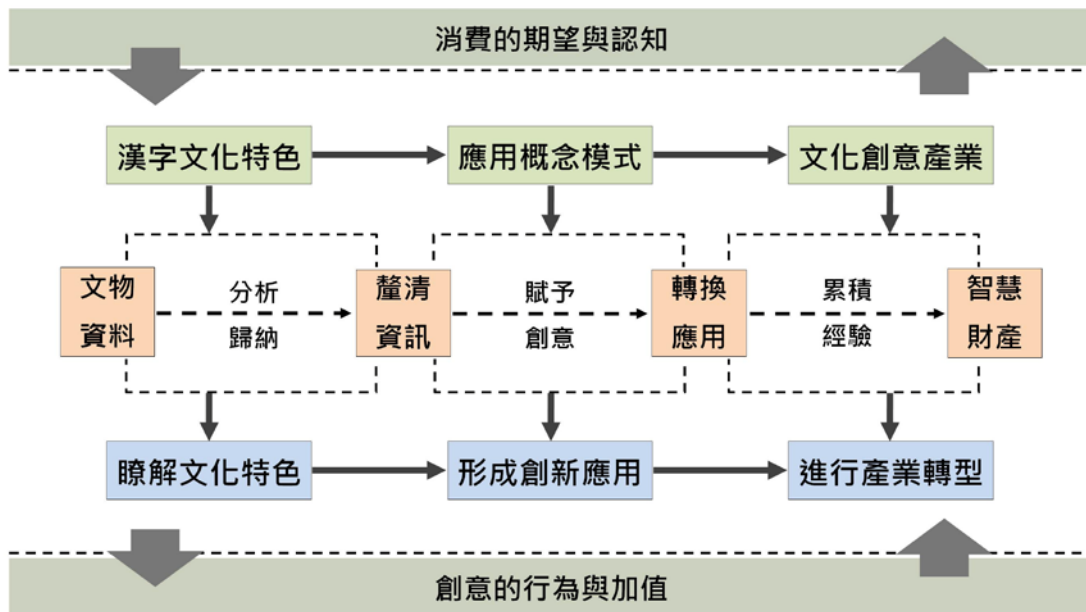 消費的期望與認知
漢字文化特色
應用概念模式
文化創意產業
文物
資料
分析
歸納
釐清
資訊
賦予
創意
轉換
應用
累積
經驗
智慧
財產
瞭解文化特色
形成創新應用
進行產業轉型
創意的行為與加值